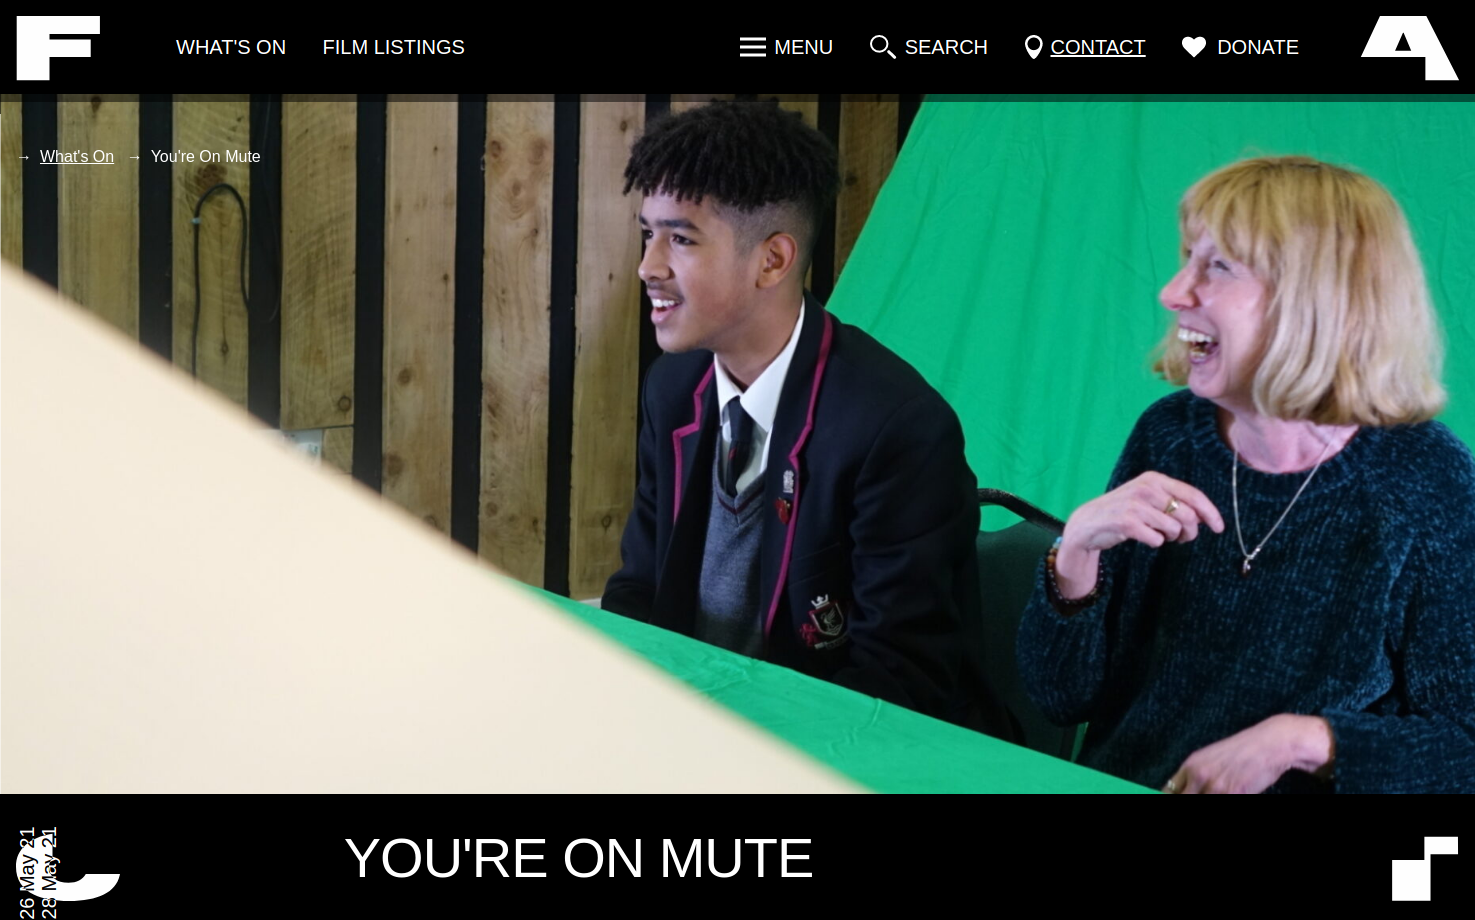 F
WHAT'S ON
FILM LISTINGS
MENU
SEARCH
CONTACT
DONATE
A
→ What's On → You're On Mute
26 May 21
28 May 21
C
YOU'RE ON MUTE
T